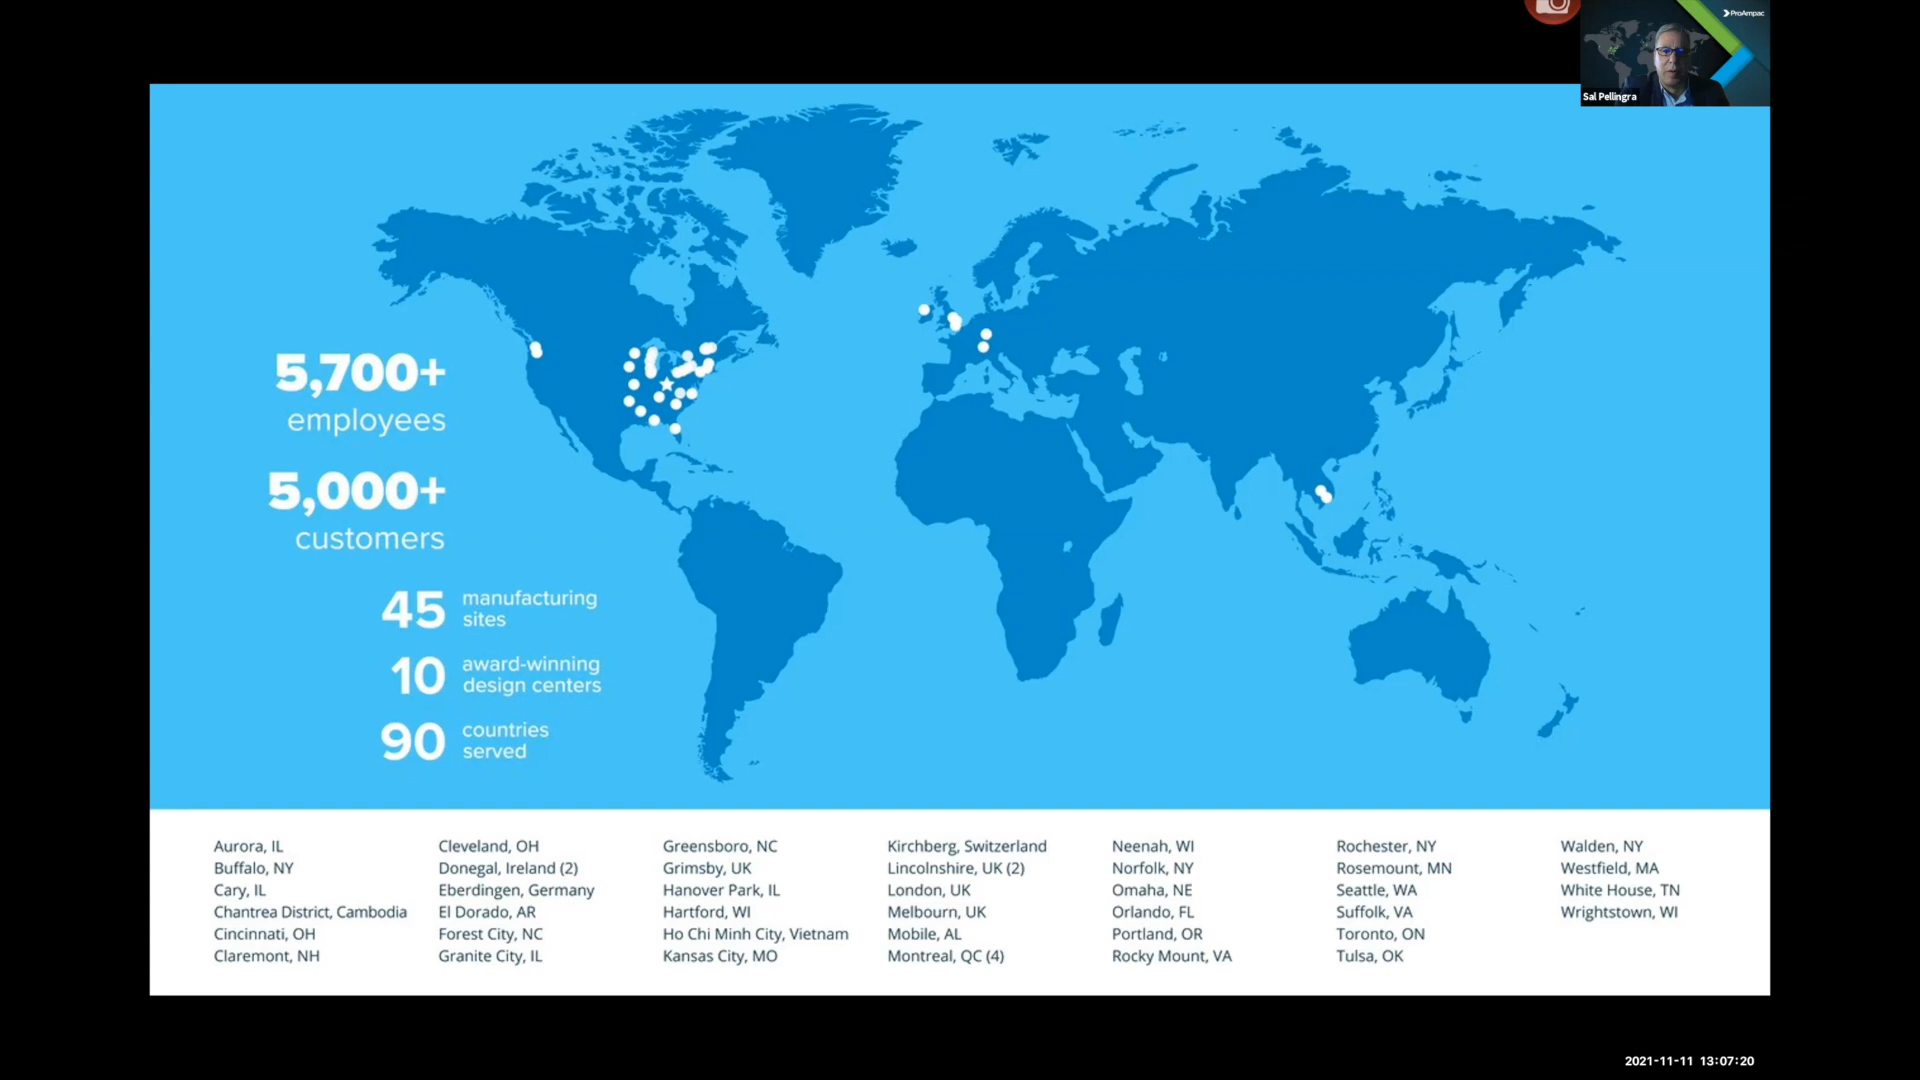 ProAmpac
Sal Pellingra
5,700+
employees
5,000+
customers
45 manufacturing
sites
10 award-winning
design centers
90 countries
served
Aurora, IL
Buffalo, NY
Cary, IL
Chantrea District, Cambodia
Cincinnati, OH
Claremont, NH
Cleveland, OH
Donegal, Ireland (2)
Eberdingen, Germany
El Dorado, AR
Forest City, NC
Granite City, IL
Greensboro, NC
Grimsby, UK
Hanover Park, IL
Hartford, WI
Ho Chi Minh City, Vietnam
Kansas City, MO
Kirchberg, Switzerland
Lincolnshire, UK (2)
London, UK
Melbourn, UK
Mobile, AL
Montreal, QC (4)
Neenah, WI
Norfolk, NY
Omaha, NE
Orlando, FL
Portland, OR
Rocky Mount, VA
Rochester, NY
Rosemount, MN
Seattle, WA
Suffolk, VA
Toronto, ON
Tulsa, OK
Walden, NY
Westfield, MA
White House, TN
Wrightstown, WI
2021-11-11 13:07:20